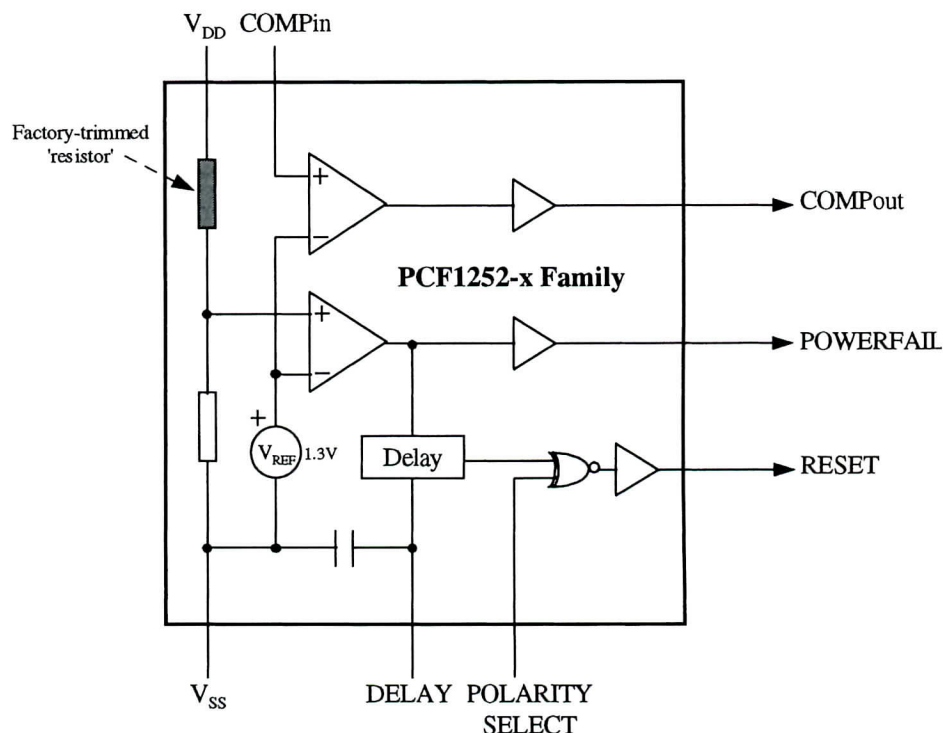 V_DD COMPin
Factory-trimmed
'resistor'
+
−
COMPout
PCF1252-x Family
+
−
POWERFAIL
+
V_REF 1.3V
Delay
RESET
V_SS
DELAY
POLARITY
SELECT